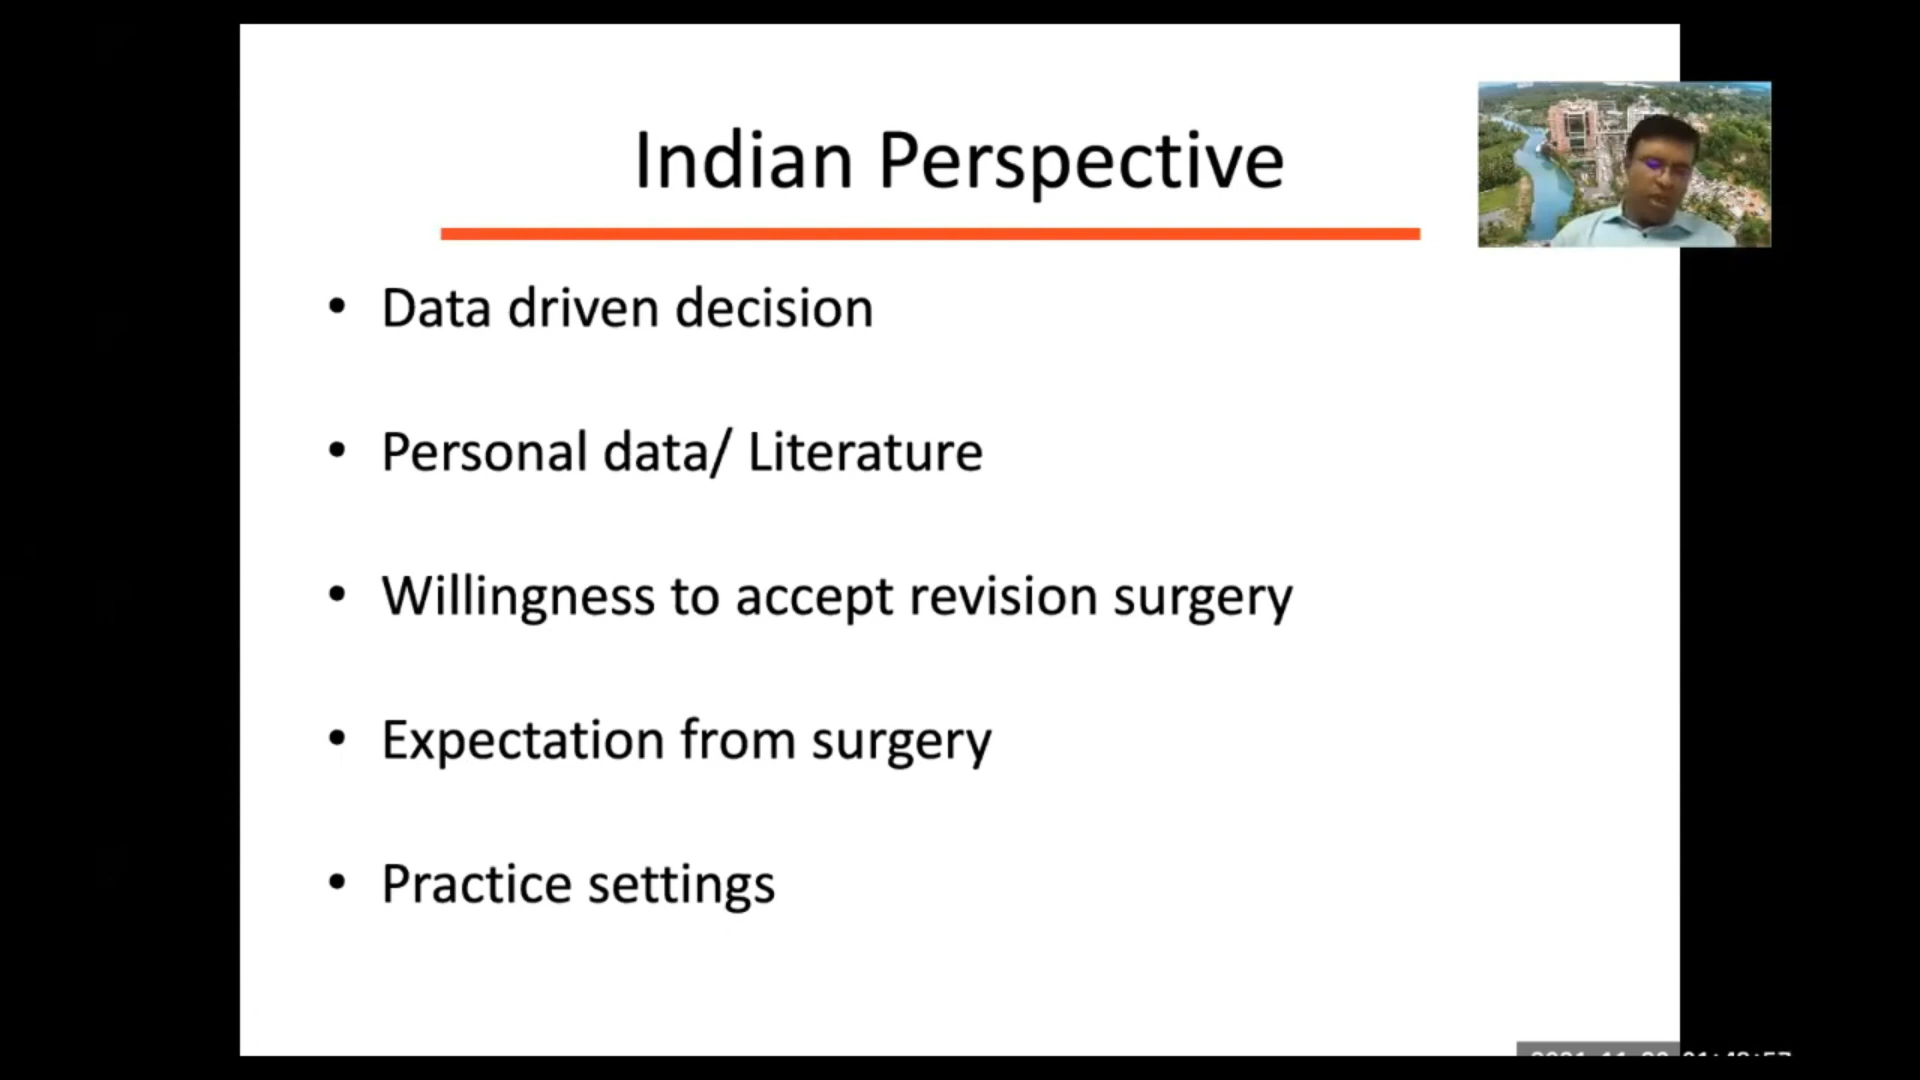 Indian Perspective
• Data driven decision
• Personal data/ Literature
• Willingness to accept revision surgery
• Expectation from surgery
• Practice settings